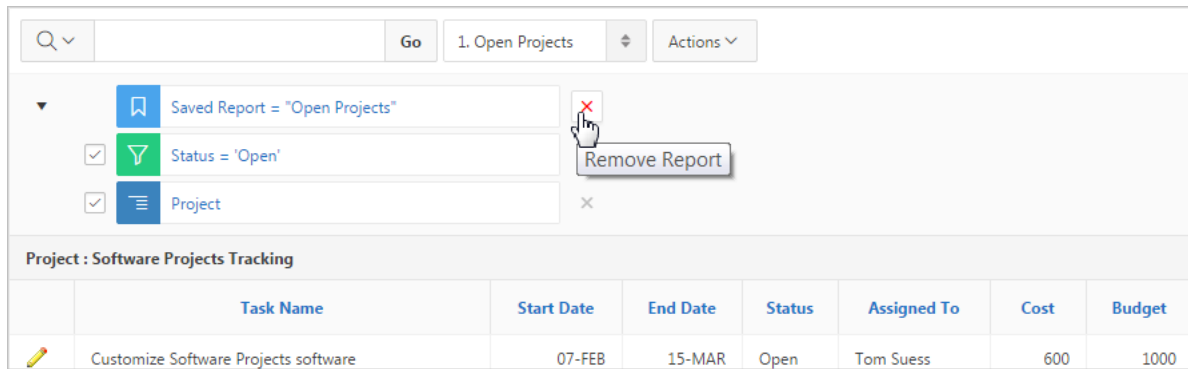 Go 1. Open Projects Actions
Saved Report = "Open Projects"
Status = 'Open'
Remove Report
Project
Project : Software Projects Tracking
Task Name Start Date End Date Status Assigned To Cost Budget
Customize Software Projects software 07-FEB 15-MAR Open Tom Suess 600 1000